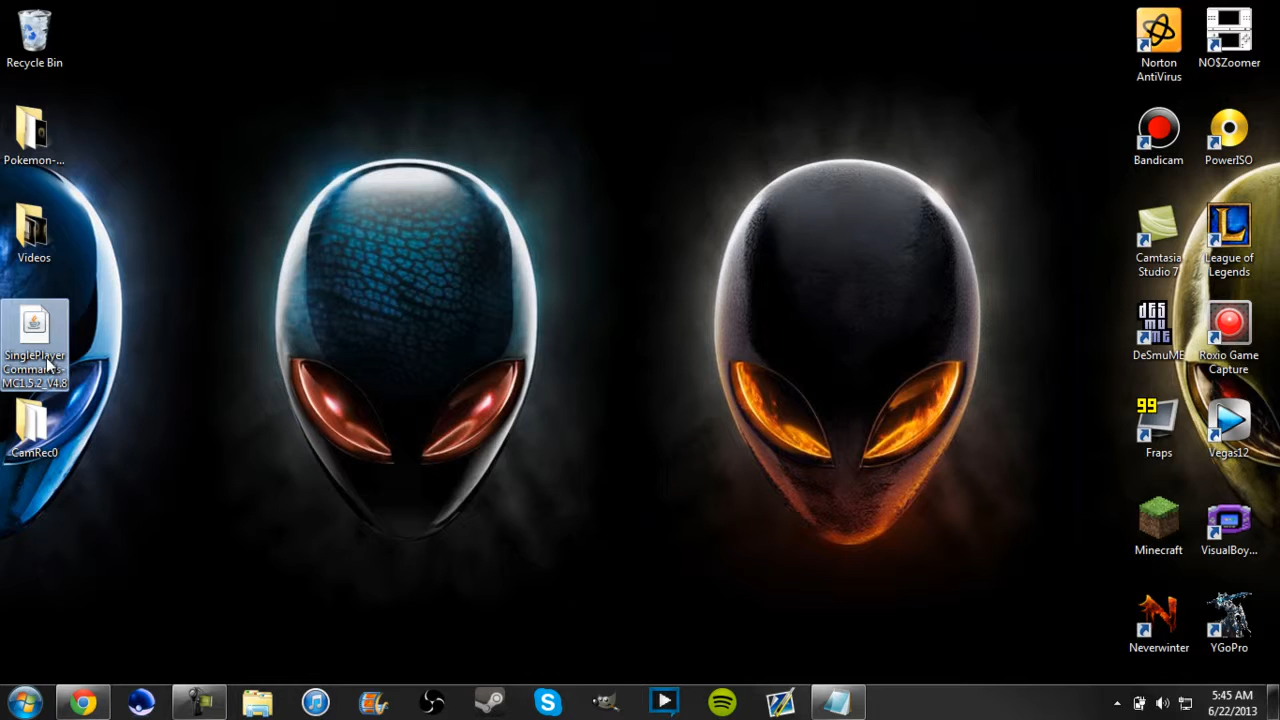 Recycle Bin
Pokemon-...
Videos
SinglePlayer
Commands-
MC1.5.2_V4.8
CamRec0
Norton
AntiVirus
NO$Zoomer
Bandicam
PowerISO
Camtasia
Studio 7
League of
Legends
DeSmuME
Roxio Game
Capture
99
Fraps
Vegas12
Minecraft
VisualBoy...
Neverwinter
YGoPro
5:45 AM
6/22/2013